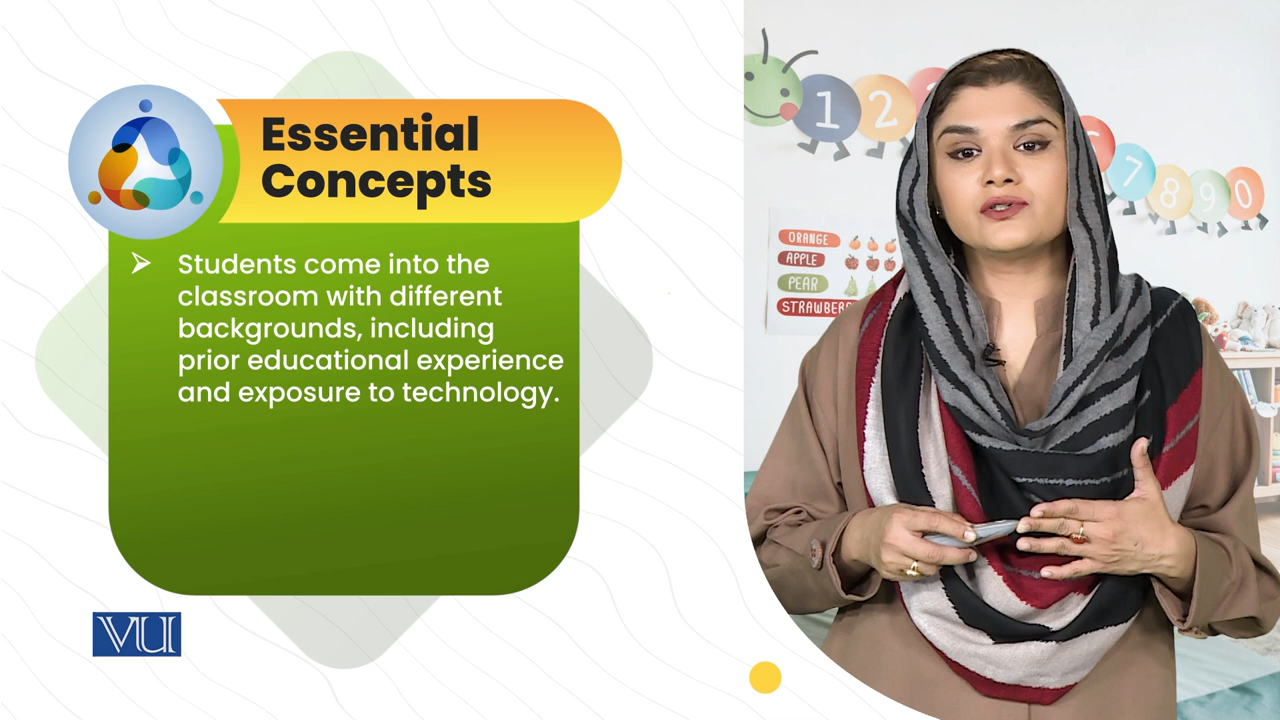 Essential
Concepts
Students come into the
classroom with different
backgrounds, including
prior educational experience
and exposure to technology.
VU
1 2
6 7 8 9 0
ORANGE
APPLE
PEAR